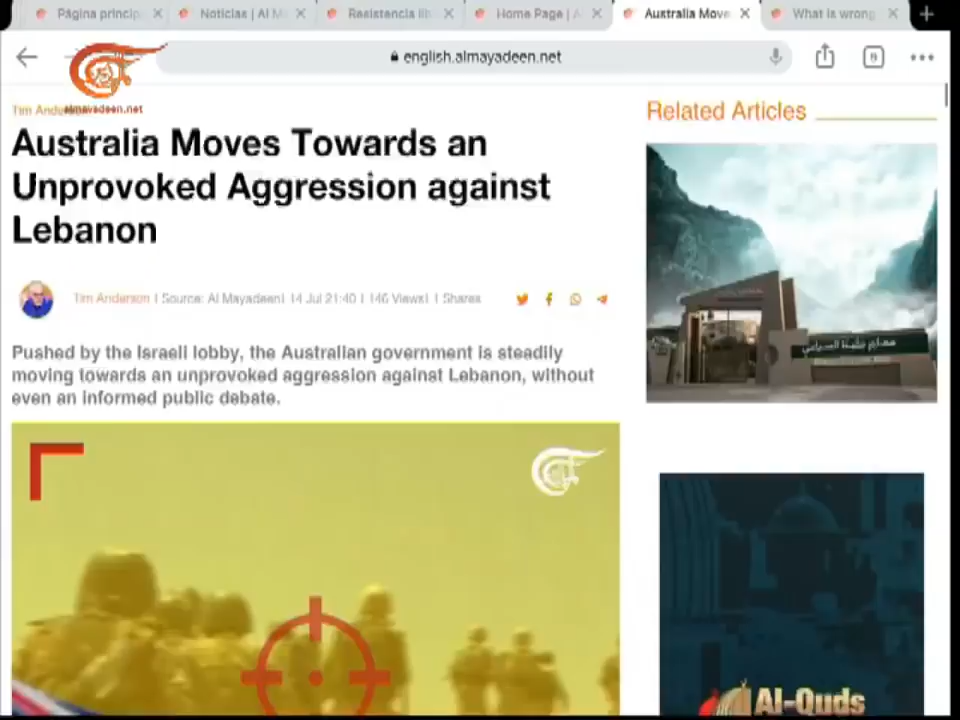 Página princip
Noticias | Al M
Resistencia lib
Home Page | A
Australia Move
What is wrong
english.almayadeen.net
almayadeen.net
Related Articles
Australia Moves Towards an
Unprovoked Aggression against
Lebanon
Tim Anderson | Source: Al Mayadeen | 14 Jul 21:40 | 146 Views | 1 Shares
Pushed by the Israeli lobby, the Australian government is steadily
moving towards an unprovoked aggression against Lebanon, without
even an informed public debate.
Al-Quds